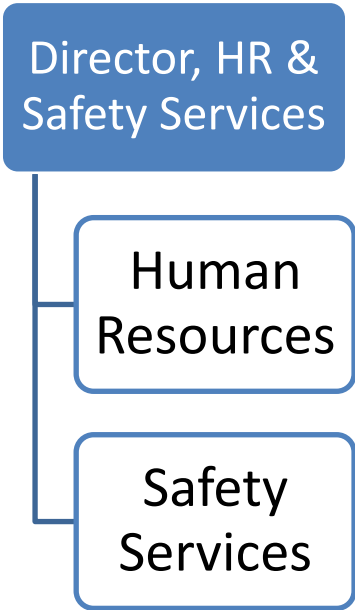 Director, HR &
Safety Services
Human
Resources
Safety
Services